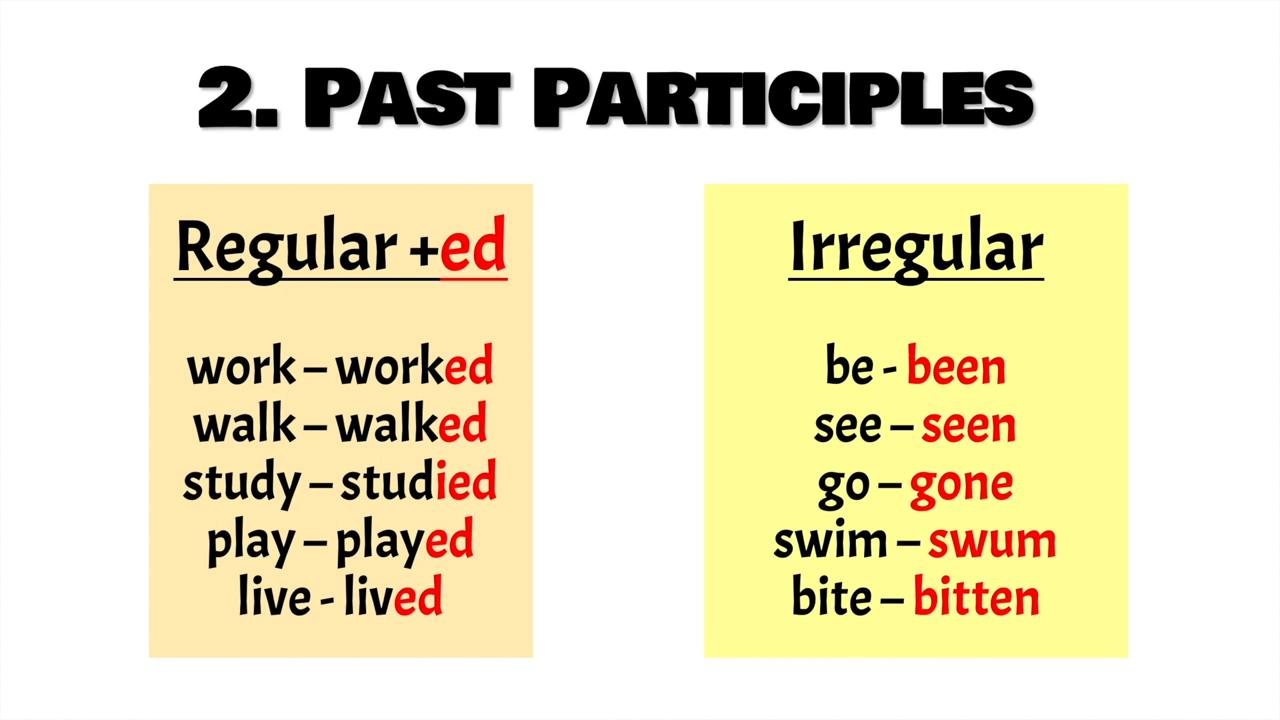 2. Past Participles
Regular +ed
work – worked
walk – walked
study – studied
play – played
live - lived
Irregular
be - been
see – seen
go – gone
swim – swum
bite – bitten